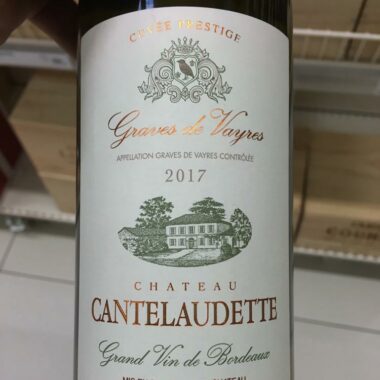 CUVÉE PRESTIGE
Graves de Vayres
APPELLATION GRAVES DE VAYRES CONTRÔLÉE
2017
CHATEAU
CANTELAUDETTE
Grand Vin de Bordeaux